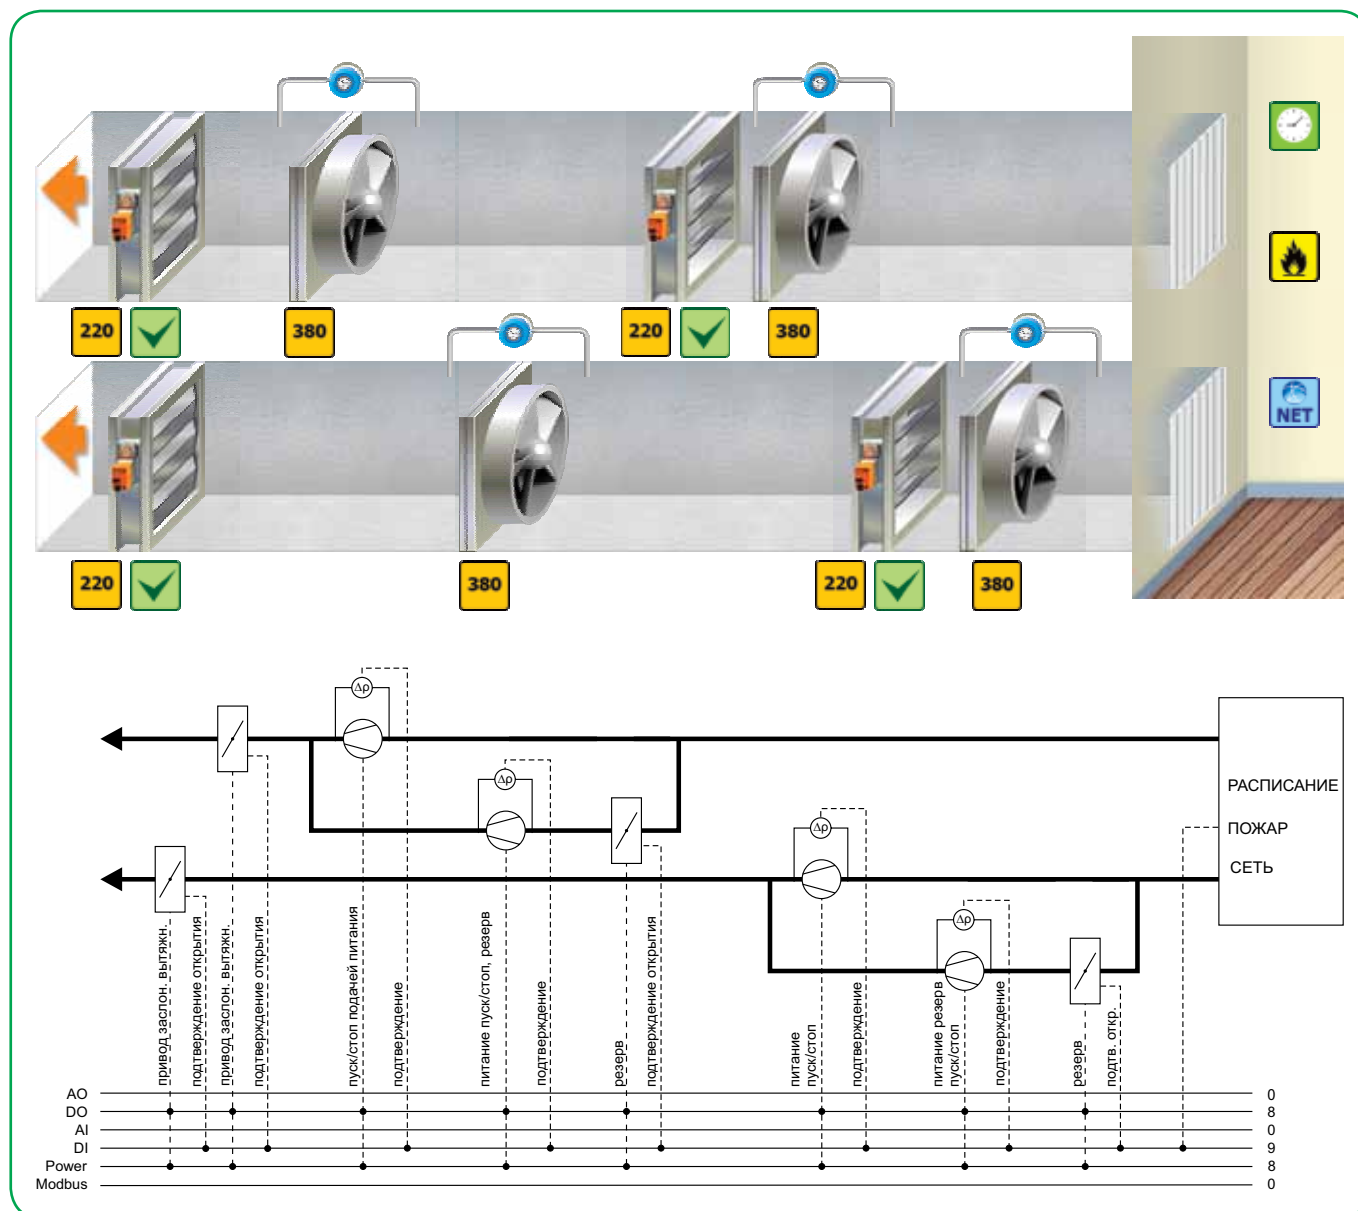 220
380
220
380
220
380
220
380
NET
Δp
Δp
Δp
Δp
РАСПИСАНИЕ
ПОЖАР
СЕТЬ
привод заслон. вытяжн.
подтверждение открытия
привод заслон. вытяжн.
подтверждение открытия
пуск/стоп подачей питания
подтверждение
питание пуск/стоп, резерв
подтверждение
резерв
подтверждение открытия
питание
пуск/стоп
подтверждение
питание резерв
пуск/стоп
подтверждение
резерв
подтв. откр.
AO 0
DO 8
AI 0
DI 9
Power 8
Modbus 0